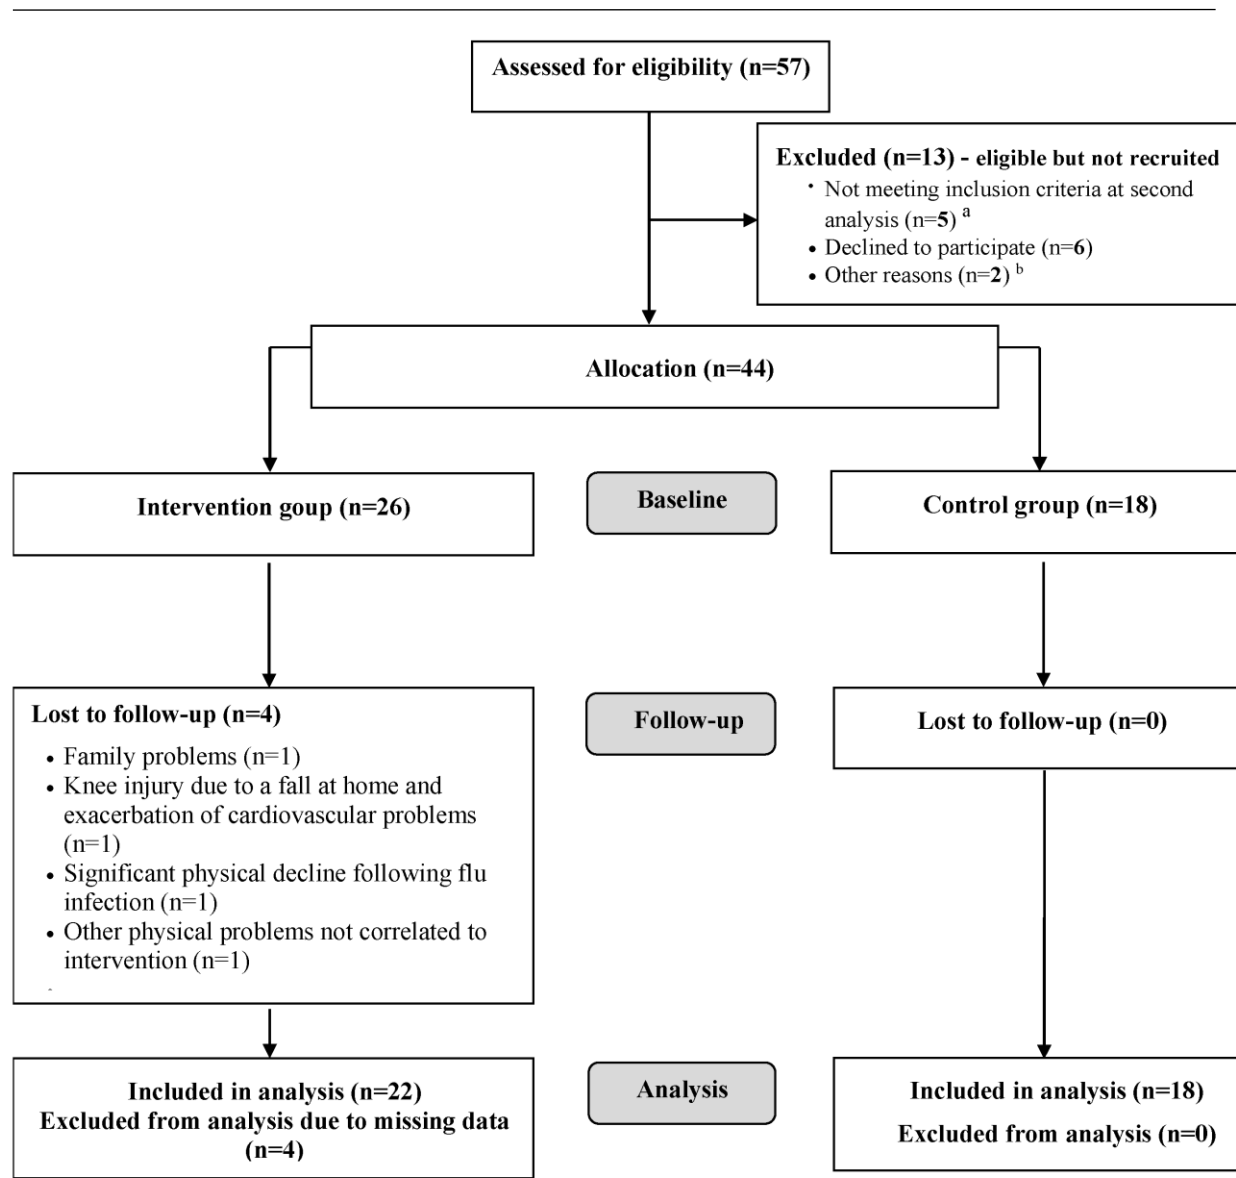 Assessed for eligibility (n=57)
Excluded (n=13) - eligible but not recruited
• Not meeting inclusion criteria at second
analysis (n=5) a
• Declined to participate (n=6)
• Other reasons (n=2) b
Allocation (n=44)
Intervention goup (n=26)
Baseline
Control group (n=18)
Lost to follow-up (n=4)
• Family problems (n=1)
• Knee injury due to a fall at home and
exacerbation of cardiovascular problems
(n=1)
• Significant physical decline following flu
infection (n=1)
• Other physical problems not correlated to
intervention (n=1)
Follow-up
Lost to follow-up (n=0)
Included in analysis (n=22)
Excluded from analysis due to missing data
(n=4)
Analysis
Included in analysis (n=18)
Excluded from analysis (n=0)